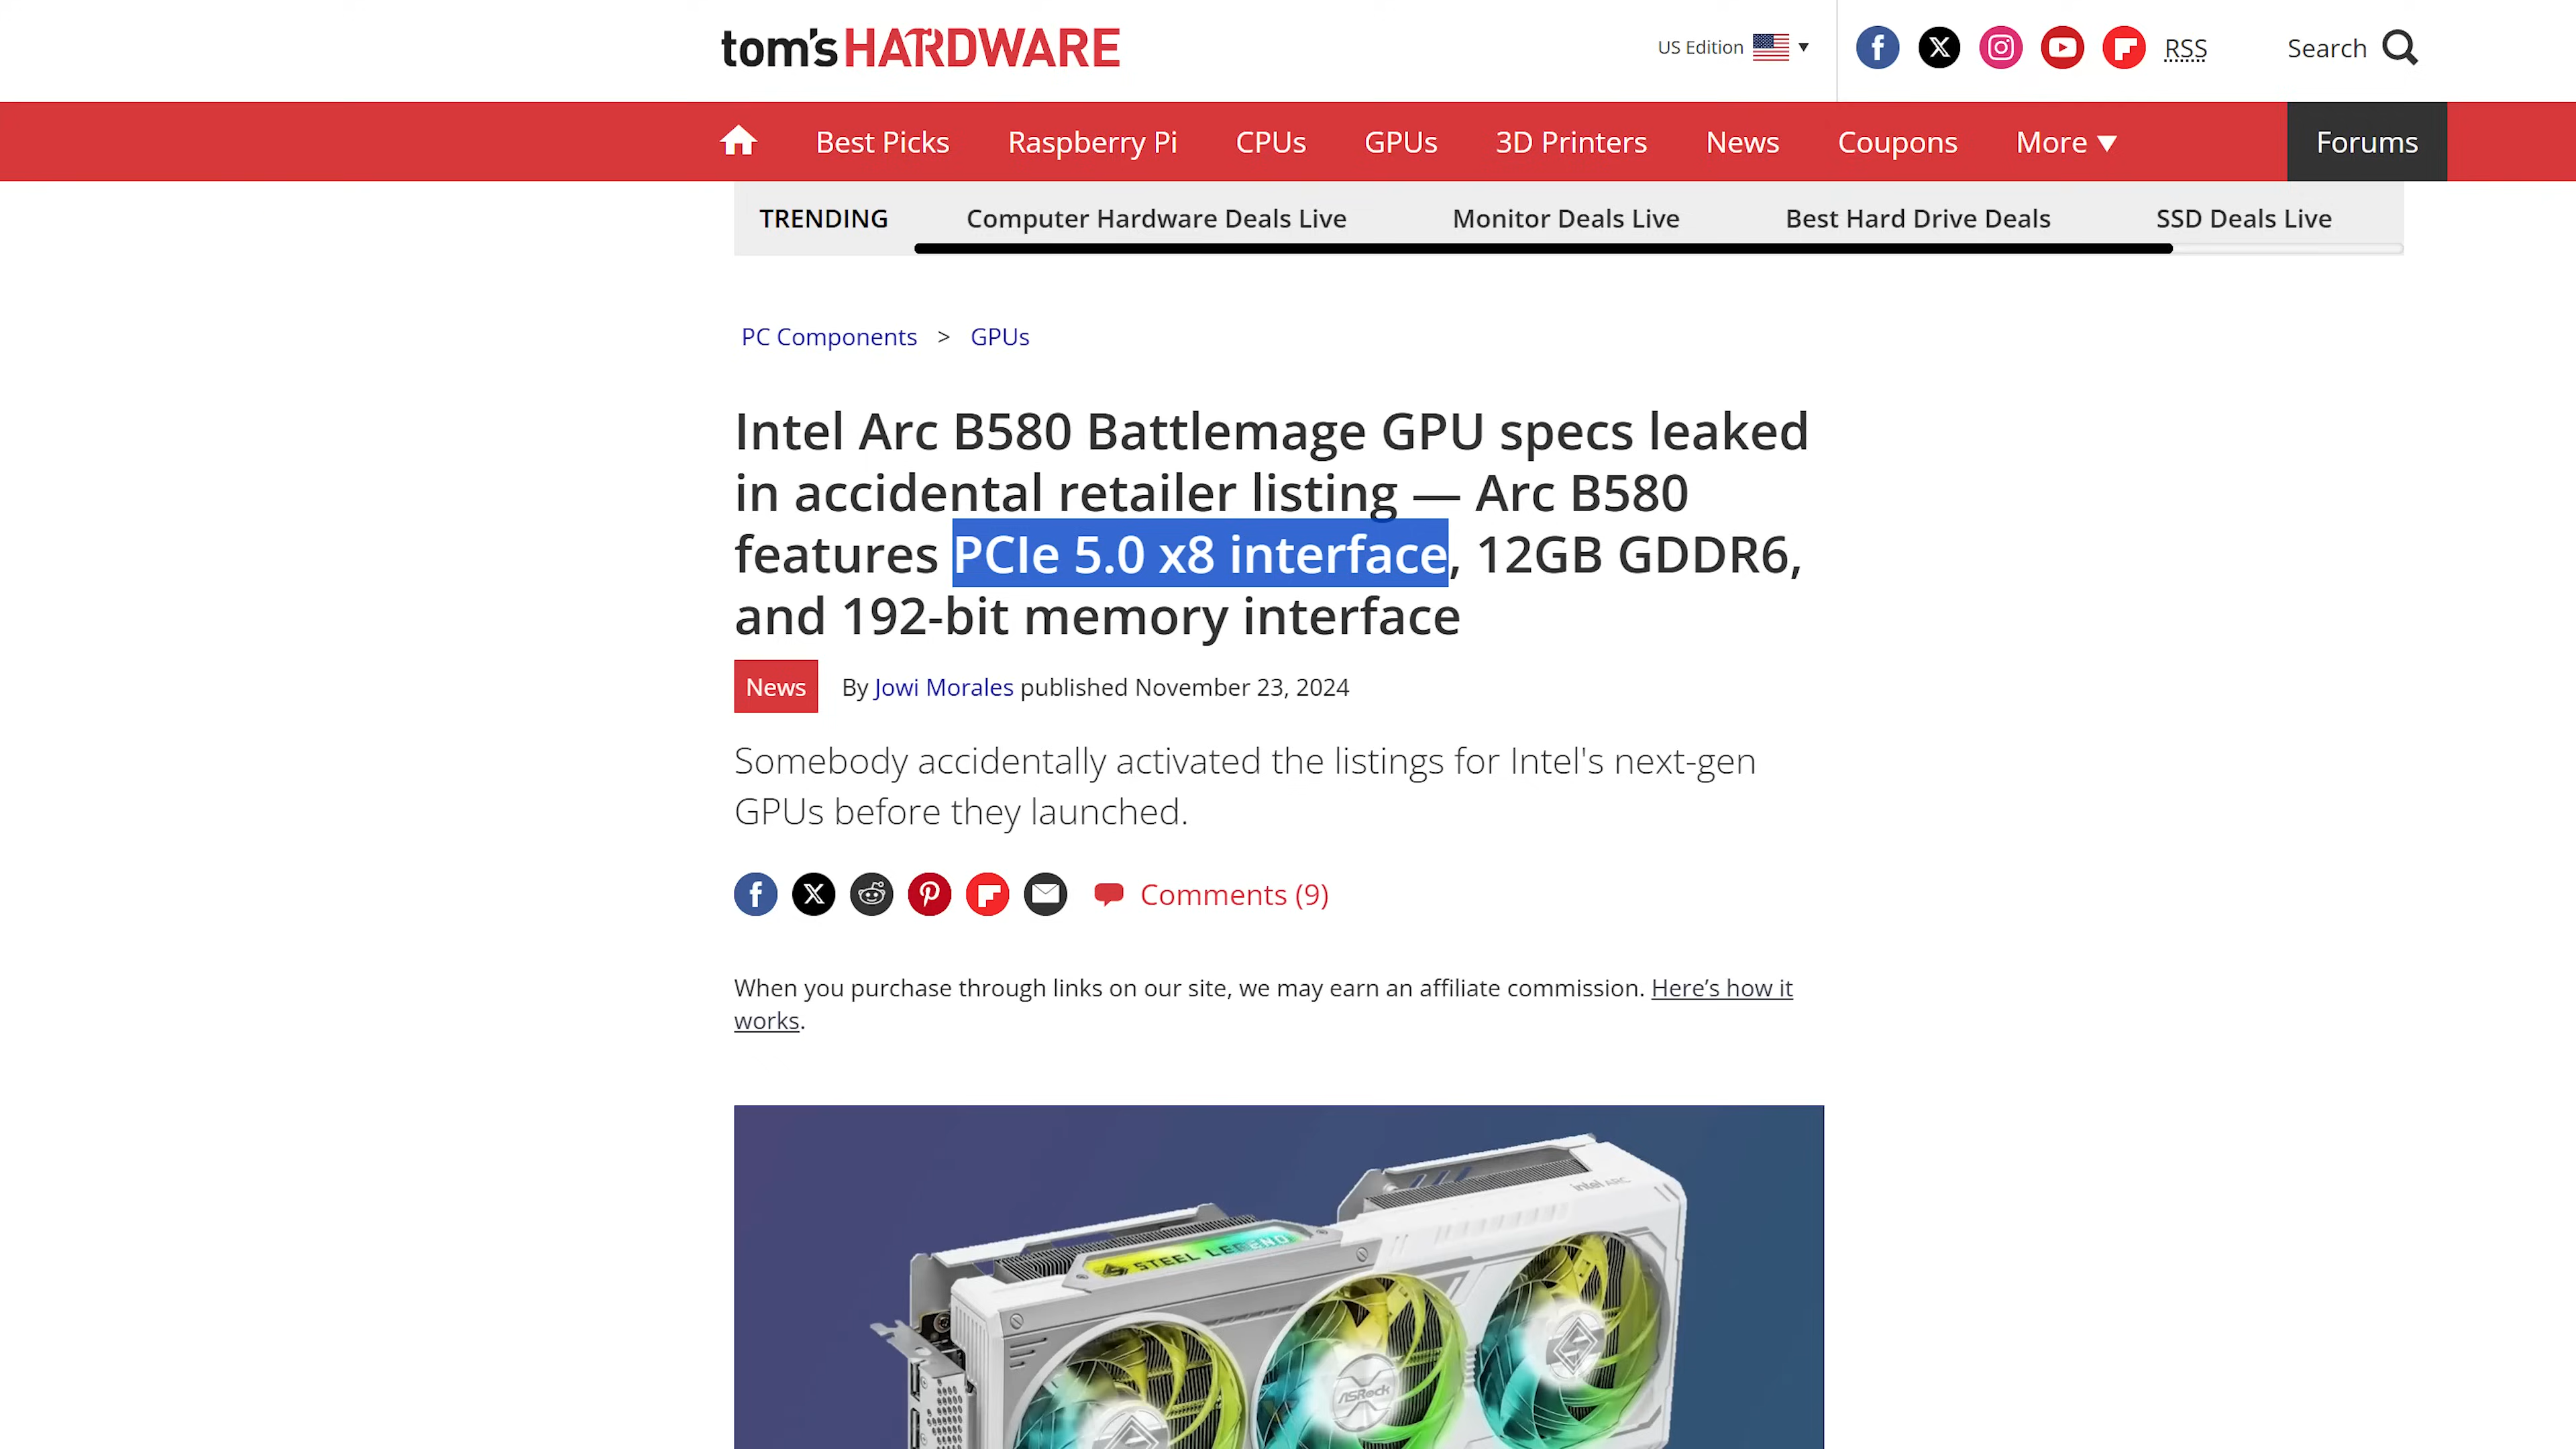 tom's HARDWARE
US Edition
RSS
Search
Best Picks
Raspberry Pi
CPUs
GPUs
3D Printers
News
Coupons
More
Forums
TRENDING
Computer Hardware Deals Live
Monitor Deals Live
Best Hard Drive Deals
SSD Deals Live
PC Components > GPUs
Intel Arc B580 Battlemage GPU specs leaked
in accidental retailer listing — Arc B580
features PCIe 5.0 x8 interface, 12GB GDDR6,
and 192-bit memory interface
News
By Jowi Morales published November 23, 2024
Somebody accidentally activated the listings for Intel's next-gen
GPUs before they launched.
Comments (9)
When you purchase through links on our site, we may earn an affiliate commission. Here’s how it
works.
intel ARC
STEEL LEGEND
ASRock